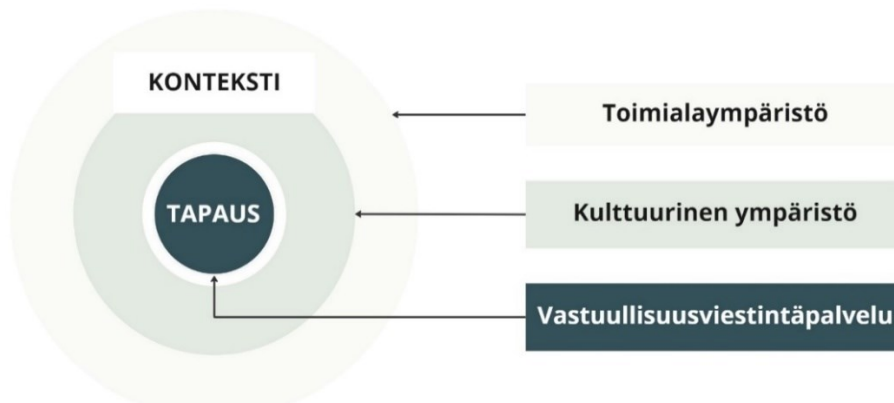 KONTEKSTI
Toimialaympäristö
TAPAUS
Kulttuurinen ympäristö
Vastuullisuusviestintäpalvelu